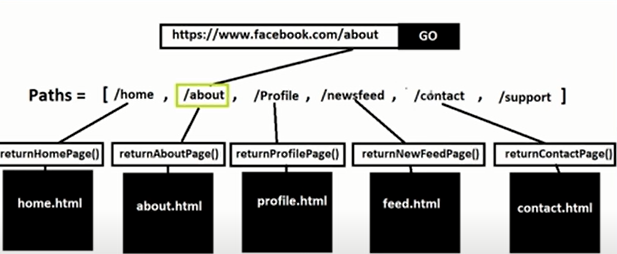 https://www.facebook.com/about GO
Paths = [ /home , /about , /Profile , /newsfeed , /contact , /support ]
returnHomePage() returnAboutPage() returnProfilePage() returnNewFeedPage() returnContactPage()
home.html about.html profile.html feed.html contact.html